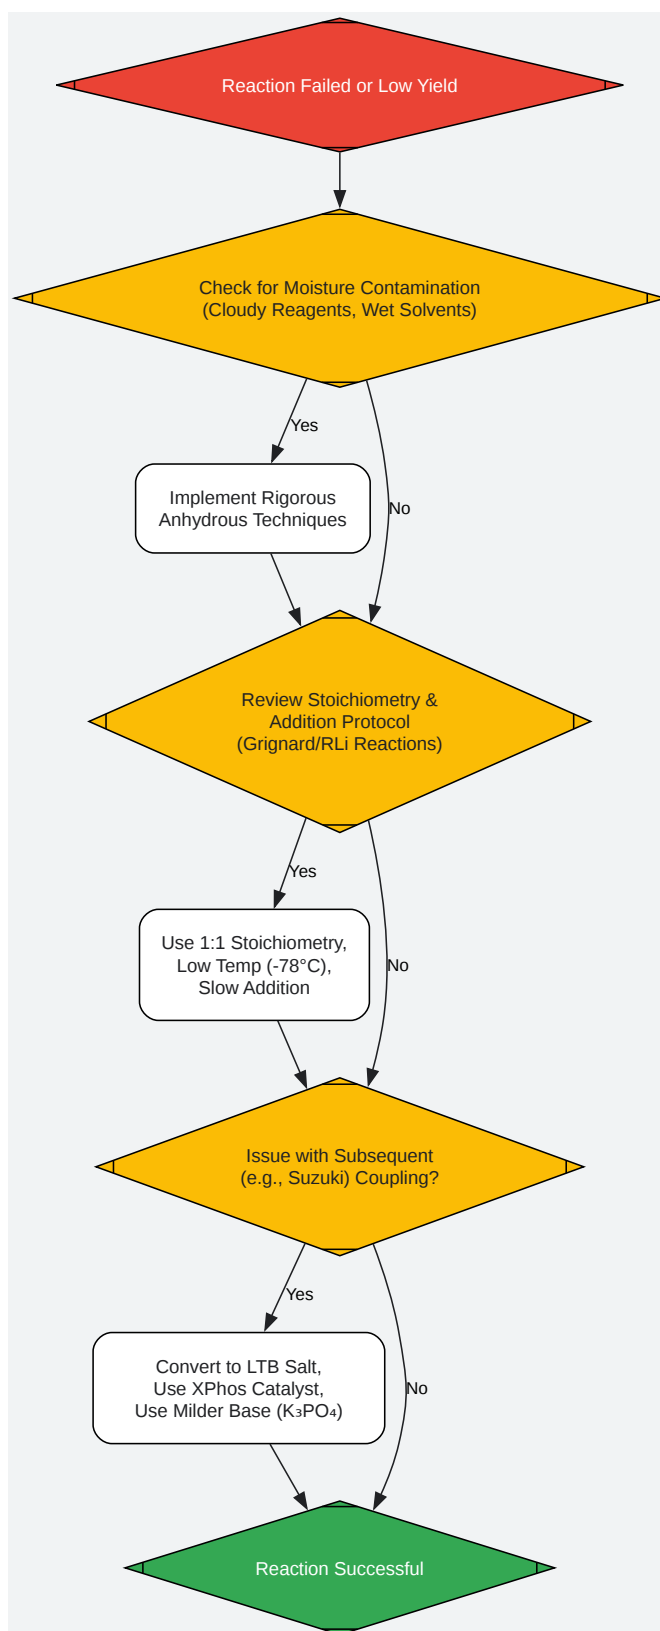 Reaction Failed or Low Yield
Check for Moisture Contamination
(Cloudy Reagents, Wet Solvents)
Yes
Implement Rigorous
Anhydrous Techniques
No
Review Stoichiometry &
Addition Protocol
(Grignard/RLi Reactions)
Yes
Use 1:1 Stoichiometry,
Low Temp (-78°C),
Slow Addition
No
Issue with Subsequent
(e.g., Suzuki) Coupling?
Yes
Convert to LTB Salt,
Use XPhos Catalyst,
Use Milder Base (K₃PO₄)
No
Reaction Successful